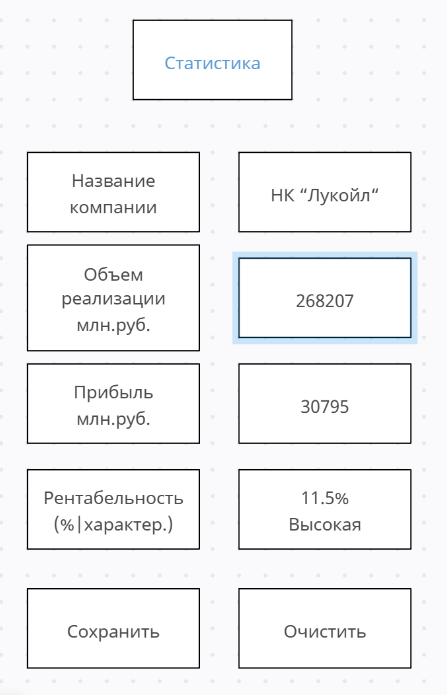 Статистика
Название
компании
НК “Лукойл“
Объем
реализации
млн.руб.
268207
Прибыль
млн.руб.
30795
Рентабельность
(%|характер.)
11.5%
Высокая
Сохранить
Очистить